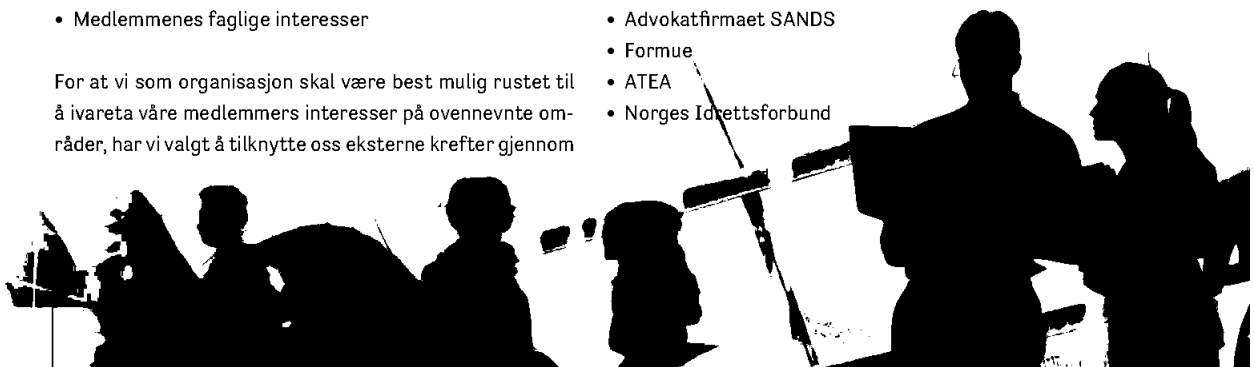 • Medlemmenes faglige interesser
For at vi som organisasjon skal være best mulig rustet til
å ivareta våre medlemmers interesser på ovennevnte om-
råder, har vi valgt å tilknytte oss eksterne krefter gjennom
• Advokatfirmaet SANDS
• Formue
• ATEA
• Norges Idrettsforbund